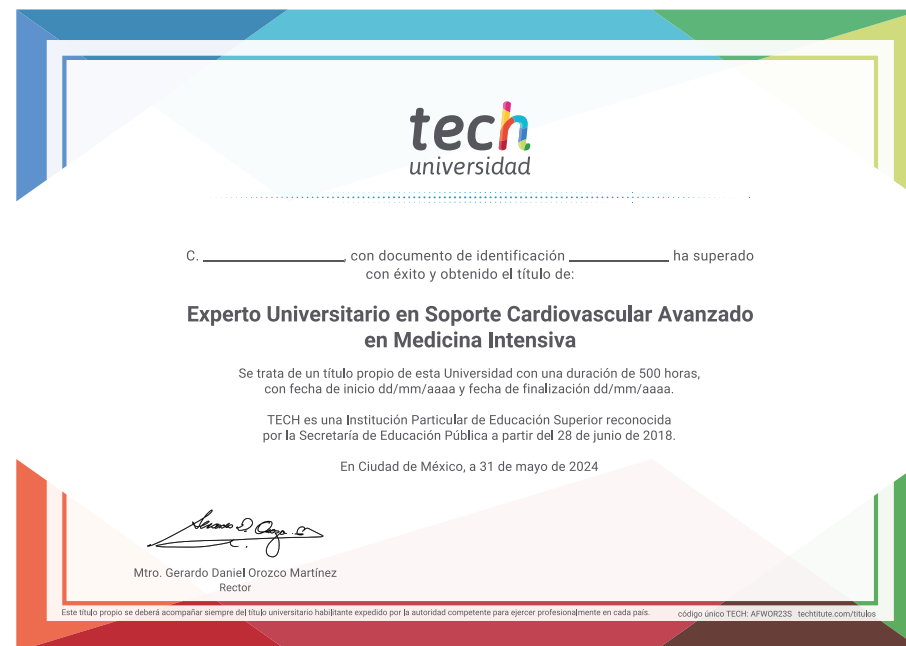 tech
universidad
C. ____________________, con documento de identificación ______________ ha superado
con éxito y obtenido el título de:
Experto Universitario en Soporte Cardiovascular Avanzado
en Medicina Intensiva
Se trata de un título propio de esta Universidad con una duración de 500 horas,
con fecha de inicio dd/mm/aaaa y fecha de finalización dd/mm/aaaa.
TECH es una Institución Particular de Educación Superior reconocida
por la Secretaría de Educación Pública a partir del 28 de junio de 2018.
En Ciudad de México, a 31 de mayo de 2024
Mtro. Gerardo Daniel Orozco Martínez
Rector
Este título propio se deberá acompañar siempre del título universitario habilitante expedido por la autoridad competente para ejercer profesionalmente en cada país. código único TECH: AFWOR23S techtitute.com/titulos